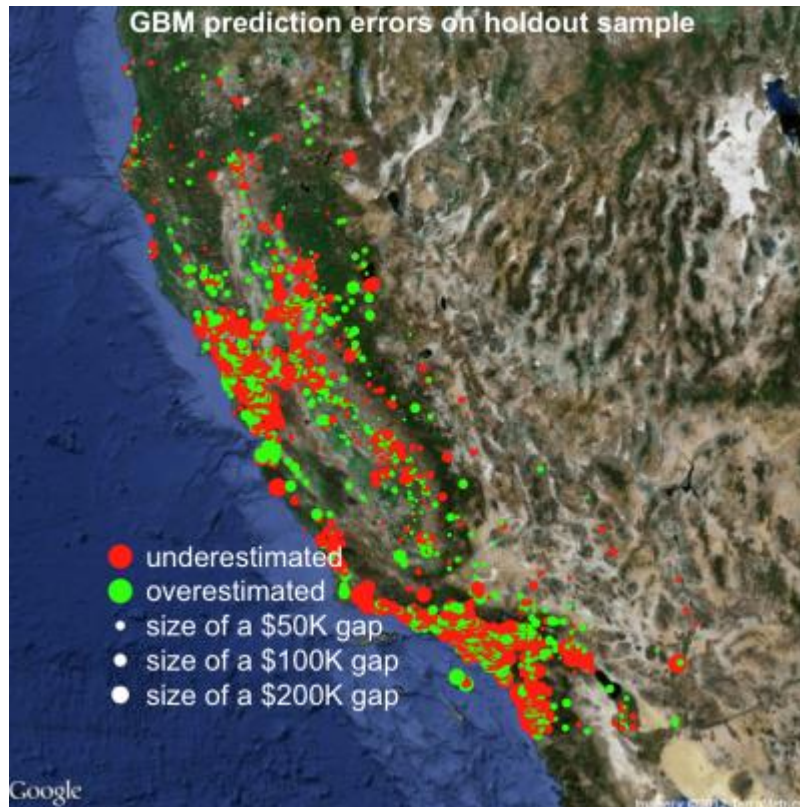 GBM prediction errors on holdout sample
underestimated
overestimated
size of a $50K gap
size of a $100K gap
size of a $200K gap
Google